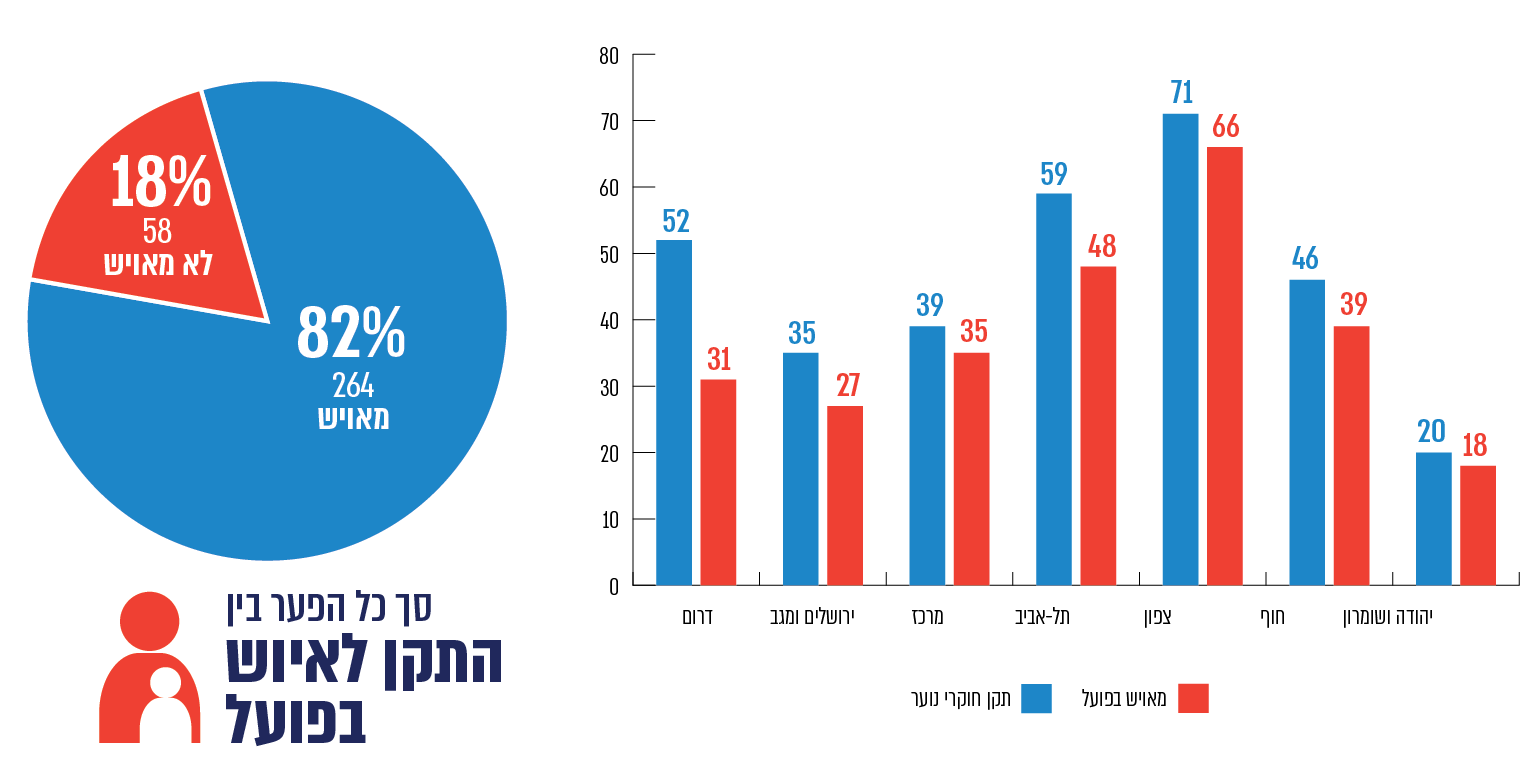 18%
58
לא מאויש
82%
264
מאויש
סך כל הפער בין
התקן לאיוש
בפועל
80
70
60
50
40
30
20
10
0
52
31
35
27
39
35
59
48
71
66
46
39
20
18
דרום
ירושלים ומגב
מרכז
תל-אביב
צפון
חוף
יהודה ושומרון
תקן חוקרי נוער
מאויש בפועל